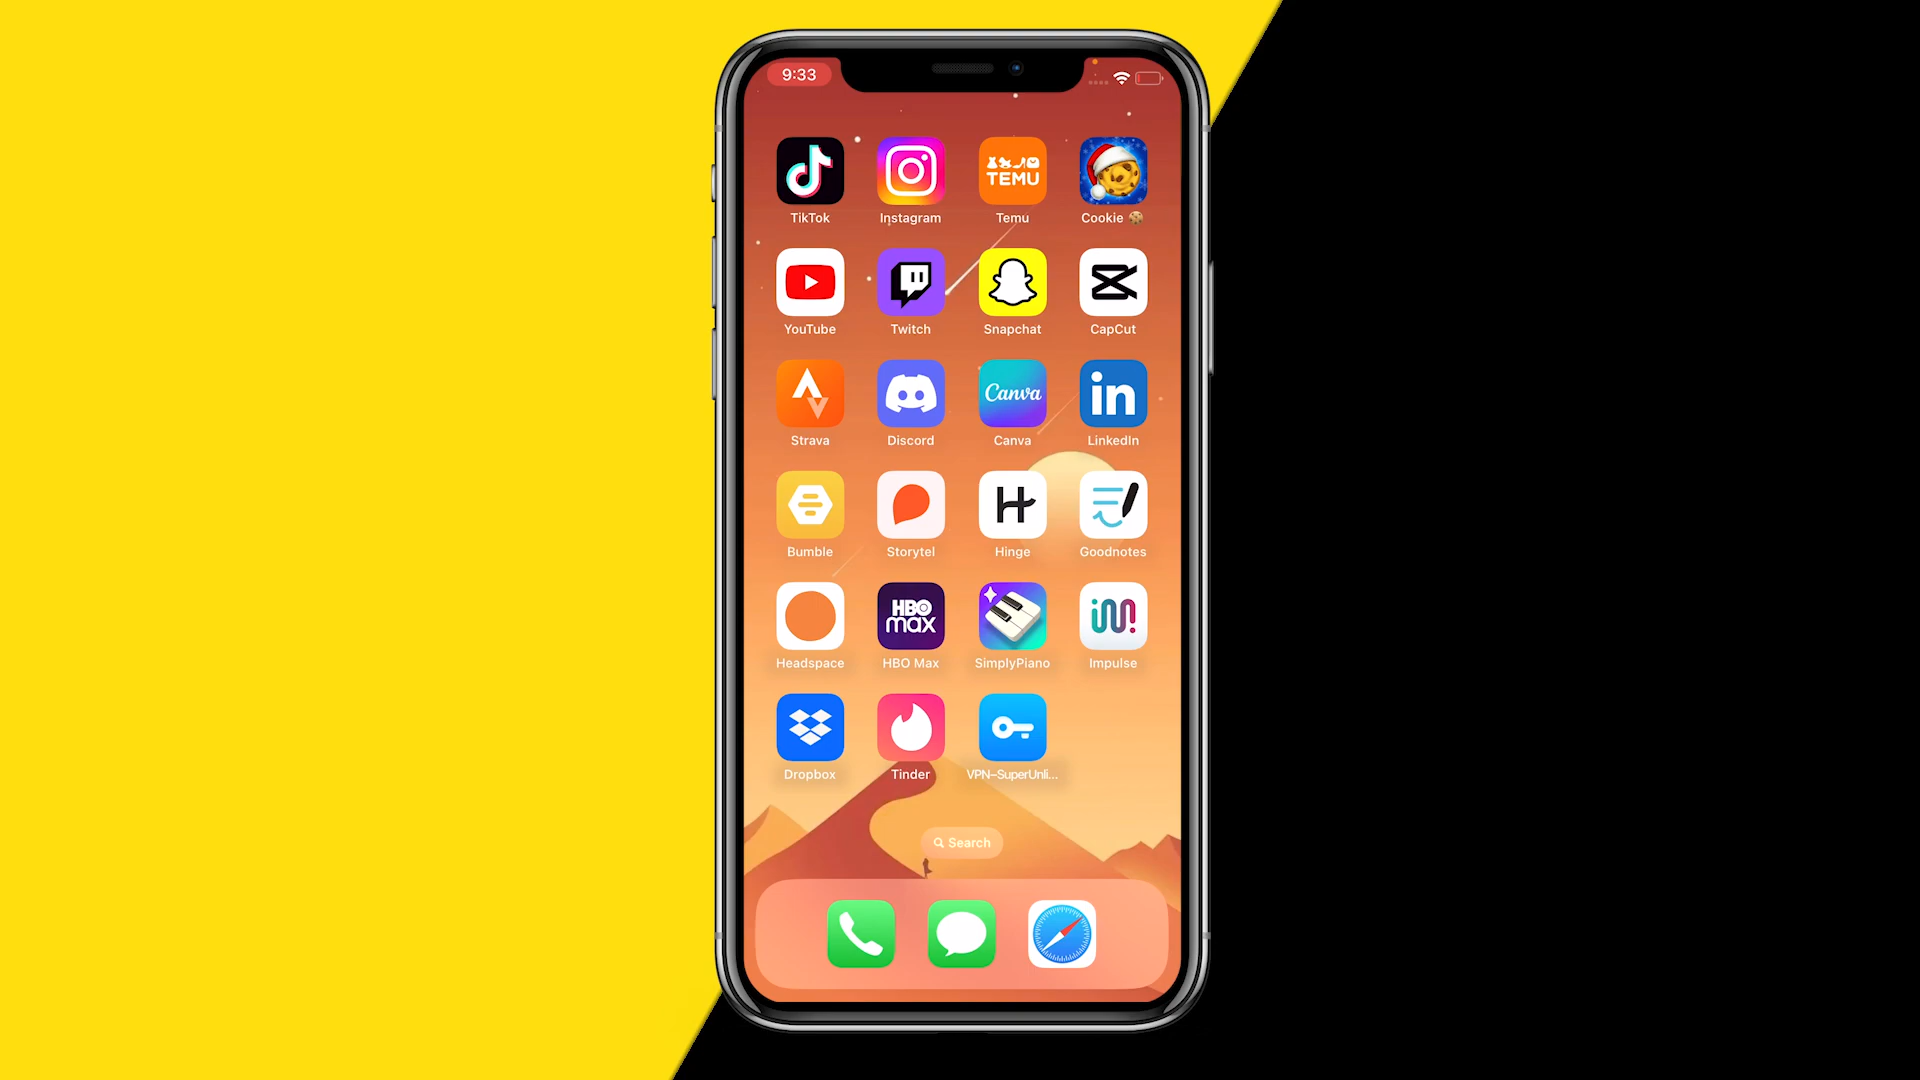 9:33
TEMU
TikTok Instagram Temu Cookie 🍪
YouTube Twitch Snapchat CapCut
Canva in
Strava Discord Canva LinkedIn
H
Bumble Storytel Hinge Goodnotes
HBO
max
Headspace HBO Max SimplyPiano Impulse
Dropbox Tinder VPN-SuperUnli...
Search